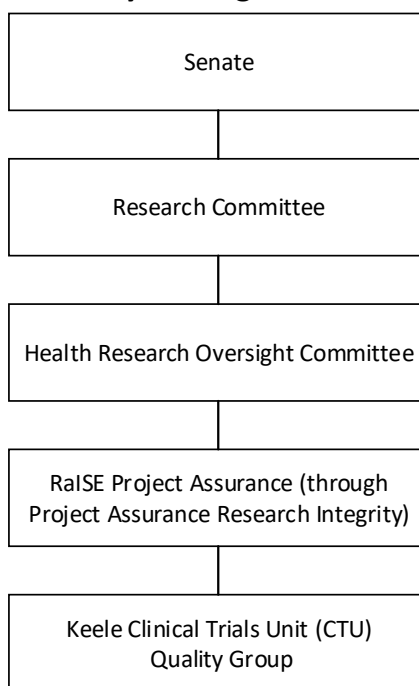 Senate
Research Committee
Health Research Oversight Committee
RaISE Project Assurance (through
Project Assurance Research Integrity)
Keele Clinical Trials Unit (CTU)
Quality Group